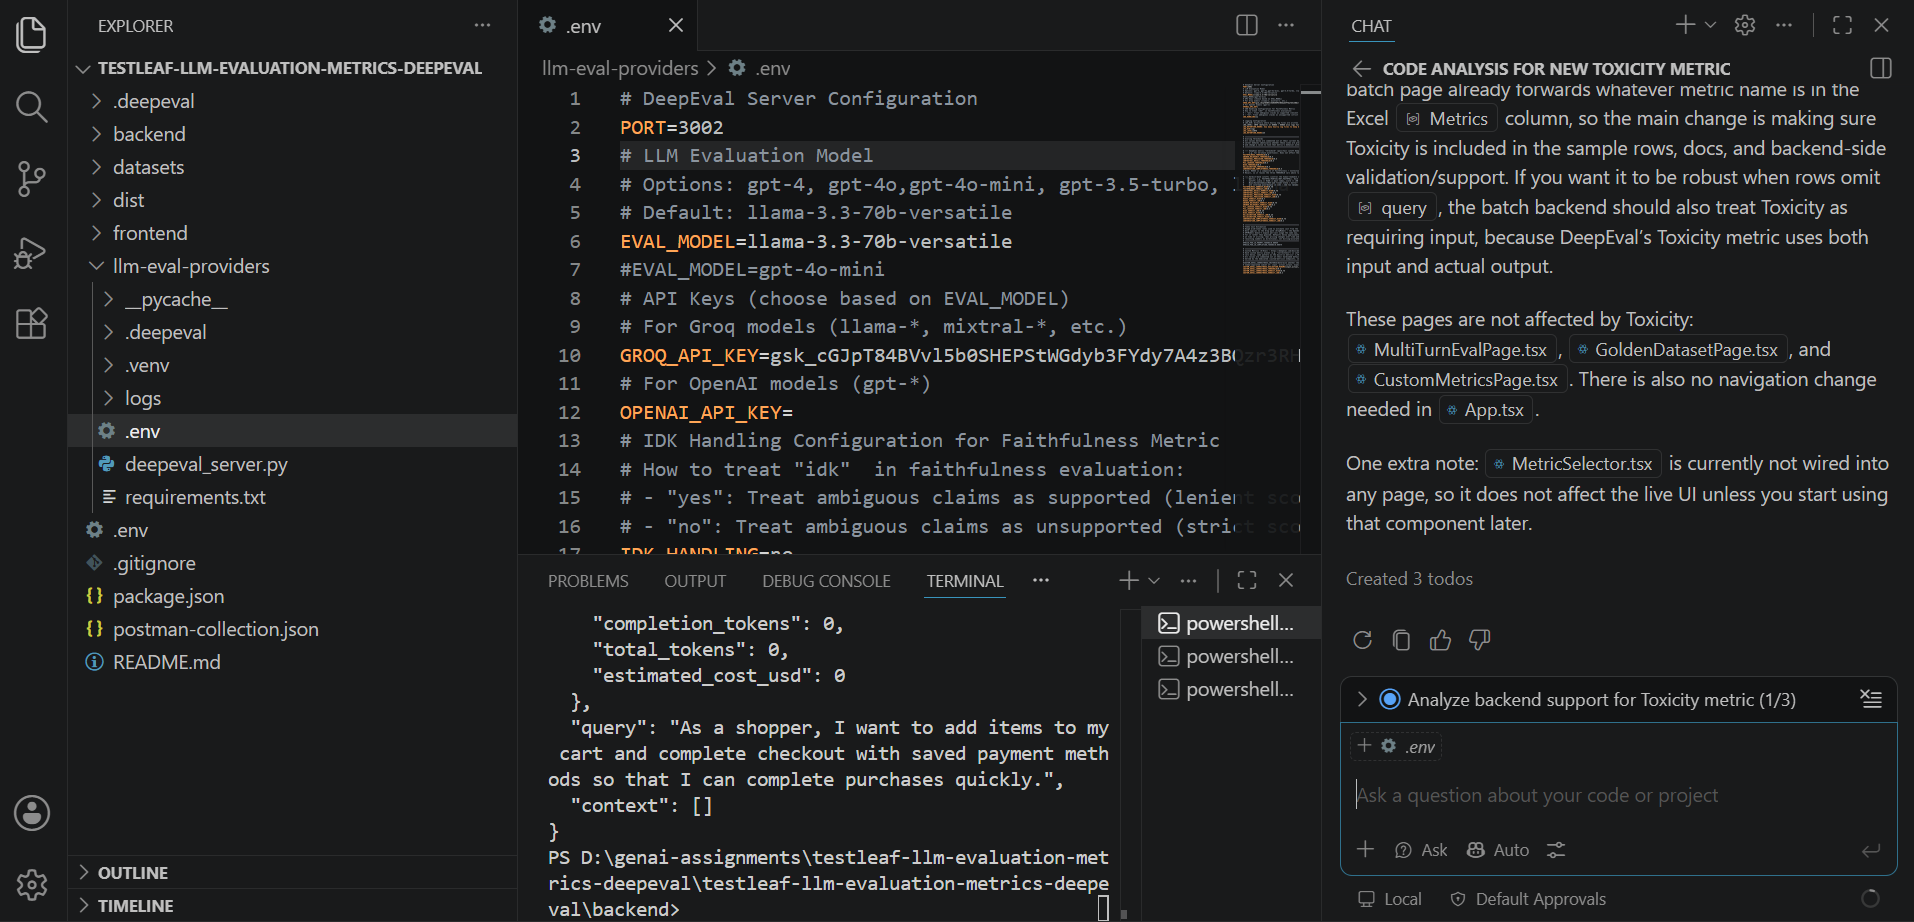 EXPLORER
TESTLEAF-LLM-EVALUATION-METRICS-DEEPEVAL
.deepeval
backend
datasets
dist
frontend
llm-eval-providers
__pycache__
.deepeval
.venv
logs
.env
deepeval_server.py
requirements.txt
.env
.gitignore
package.json
postman-collection.json
README.md
OUTLINE
TIMELINE
.env
llm-eval-providers > .env
1 # DeepEval Server Configuration
2 PORT=3002
3 # LLM Evaluation Model
4 # Options: gpt-4, gpt-4o,gpt-4o-mini, gpt-3.5-turbo,
5 # Default: llama-3.3-70b-versatile
6 EVAL_MODEL=llama-3.3-70b-versatile
7 #EVAL_MODEL=gpt-4o-mini
8 # API Keys (choose based on EVAL_MODEL)
9 # For Groq models (llama-*, mixtral-*, etc.)
10 GROQ_API_KEY=gsk_cGJpT84BVvl5b0SHEPStWGdyb3FYdy7A4z3BQzr3RH
11 # For OpenAI models (gpt-*)
12 OPENAI_API_KEY=
13 # IDK Handling Configuration for Faithfulness Metric
14 # How to treat "idk"  in faithfulness evaluation:
15 # - "yes": Treat ambiguous claims as supported (lenient sco
16 # - "no": Treat ambiguous claims as unsupported (strict sco
17 IDK_HANDLING=no
PROBLEMS OUTPUT DEBUG CONSOLE TERMINAL
"completion_tokens": 0,
"total_tokens": 0,
"estimated_cost_usd": 0
},
"query": "As a shopper, I want to add items to my
cart and complete checkout with saved payment meth
ods so that I can complete purchases quickly.",
"context": []
}
PS D:\genai-assignments\testleaf-llm-evaluation-met
rics-deepeval\testleaf-llm-evaluation-metrics-deepe
val\backend>
powershell...
powershell...
powershell...
CHAT
CODE ANALYSIS FOR NEW TOXICITY METRIC
batch page already forwards whatever metric name is in the
Excel Metrics column, so the main change is making sure
Toxicity is included in the sample rows, docs, and backend-side
validation/support. If you want it to be robust when rows omit
query , the batch backend should also treat Toxicity as
requiring input, because DeepEval’s Toxicity metric uses both
input and actual output.
These pages are not affected by Toxicity:
MultiTurnEvalPage.tsx , GoldenDatasetPage.tsx , and
CustomMetricsPage.tsx . There is also no navigation change
needed in App.tsx .
One extra note: MetricSelector.tsx is currently not wired into
any page, so it does not affect the live UI unless you start using
that component later.
Created 3 todos
Analyze backend support for Toxicity metric (1/3)
.env
Ask a question about your code or project
Ask Auto
Local Default Approvals